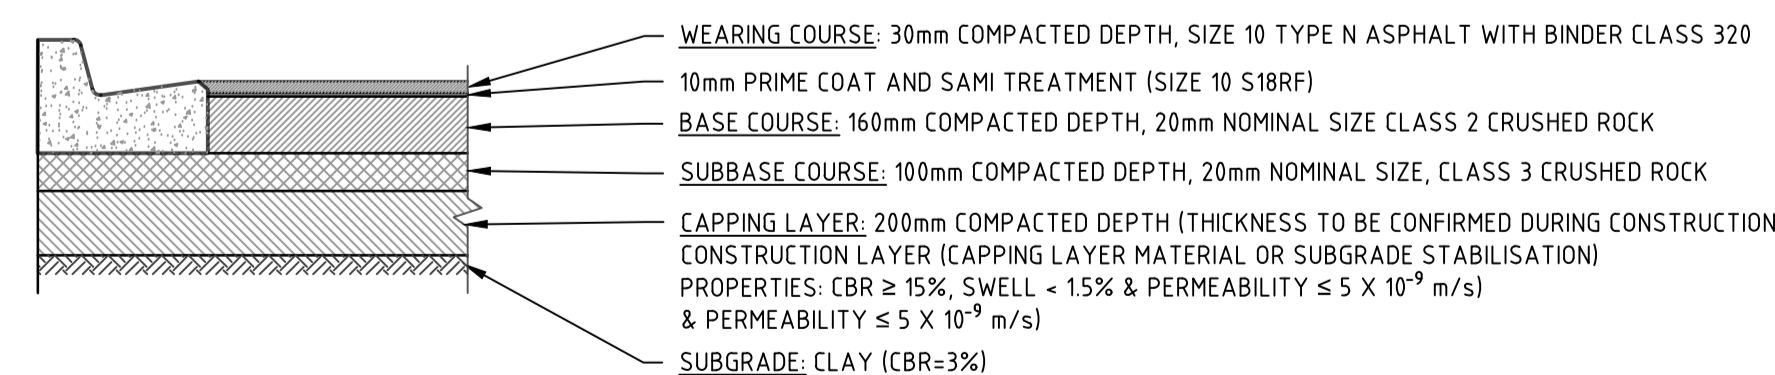 WEARING COURSE: 30mm COMPACTED DEPTH, SIZE 10 TYPE N ASPHALT WITH BINDER CLASS 320
10mm PRIME COAT AND SAMI TREATMENT (SIZE 10 S18RF)
BASE COURSE: 160mm COMPACTED DEPTH, 20mm NOMINAL SIZE CLASS 2 CRUSHED ROCK
SUBBASE COURSE: 100mm COMPACTED DEPTH, 20mm NOMINAL SIZE, CLASS 3 CRUSHED ROCK
CAPPING LAYER: 200mm COMPACTED DEPTH (THICKNESS TO BE CONFIRMED DURING CONSTRUCTION
CONSTRUCTION LAYER (CAPPING LAYER MATERIAL OR SUBGRADE STABILISATION)
PROPERTIES: CBR ≥ 15%, SWELL < 1.5% & PERMEABILITY ≤ 5 X 10⁻⁹ m/s)
& PERMEABILITY ≤ 5 X 10⁻⁹ m/s)
SUBGRADE: CLAY (CBR=3%)